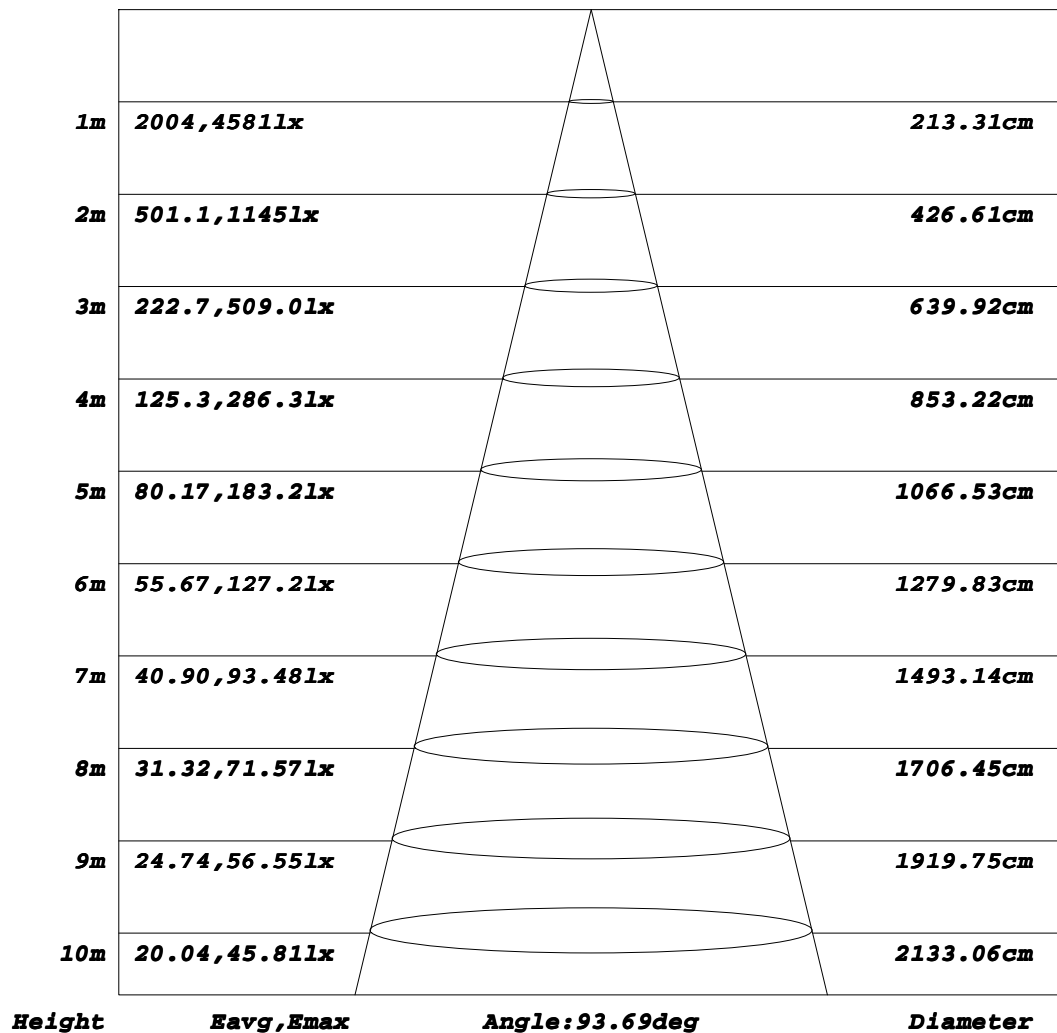 1m 2004,4581lx 213.31cm
2m 501.1,1145lx 426.61cm
3m 222.7,509.0lx 639.92cm
4m 125.3,286.3lx 853.22cm
5m 80.17,183.2lx 1066.53cm
6m 55.67,127.2lx 1279.83cm
7m 40.90,93.48lx 1493.14cm
8m 31.32,71.57lx 1706.45cm
9m 24.74,56.55lx 1919.75cm
10m 20.04,45.81lx 2133.06cm
Height Eavg,Emax Angle:93.69deg Diameter